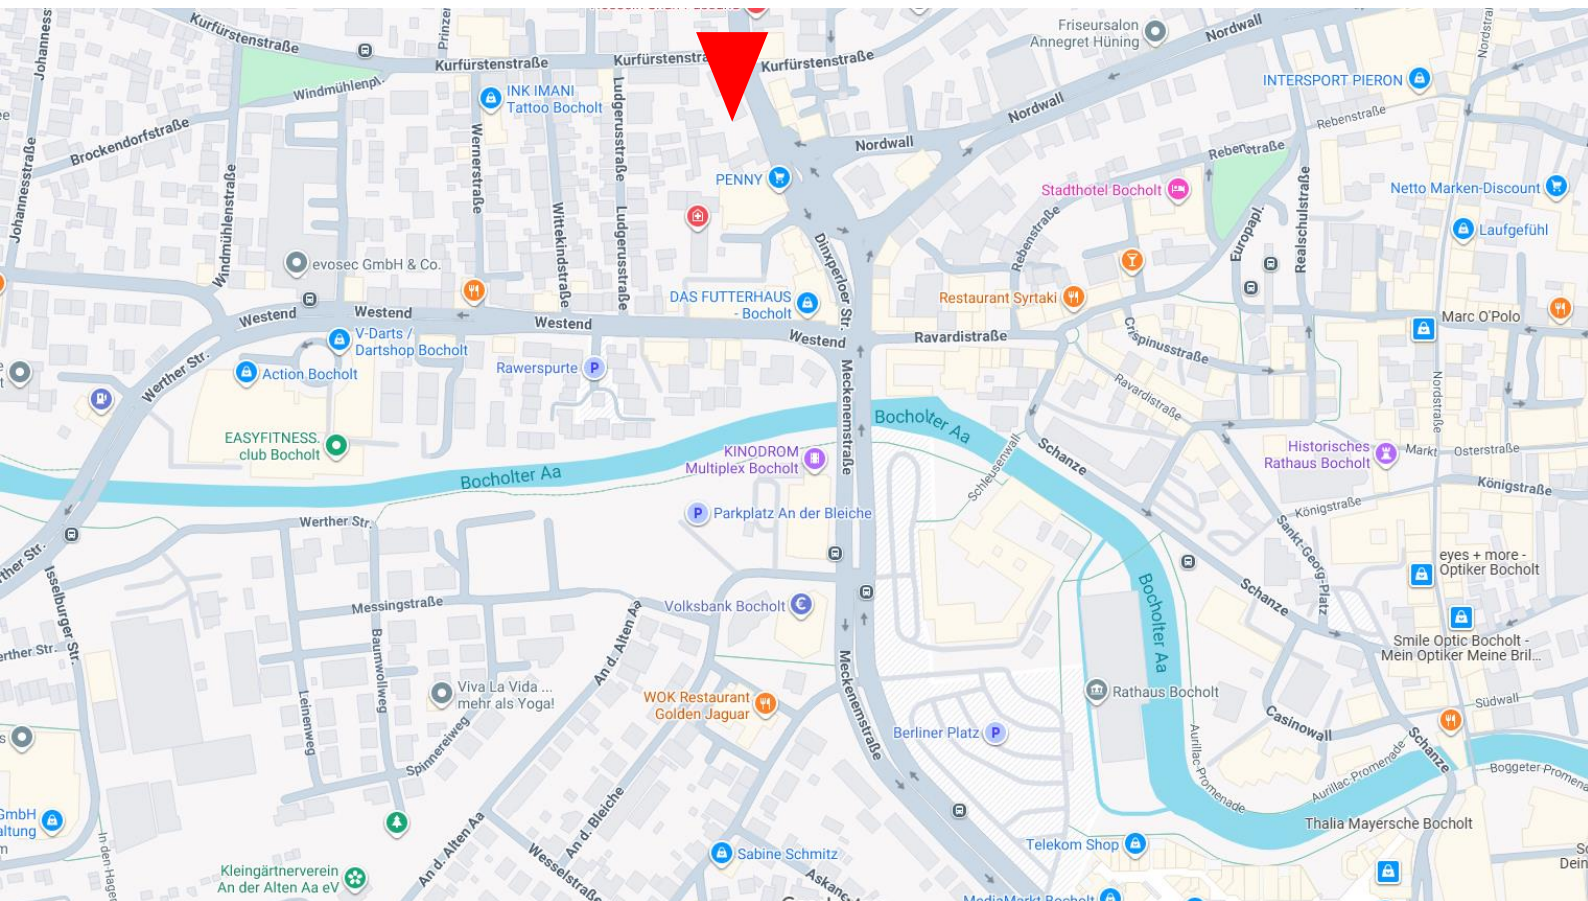 Kurfürstenstraße
Friseursalon
Annegret Hüning
Nordwall
Johannesstraße
Kurfürstenstraße
Kurfürstenstraße
INK IMANI
Tattoo Bocholt
Windmühlenpl.
INTERSPORT PIERON
Nordwall
Rebenstraße
Brockendorfstraße
Nordwall
Rebenstraße
Ludgerusstraße
Wernerstraße
PENNY
Stadthotel Bocholt
Netto Marken-Discount
Johannesstraße
Windmühlenstraße
Wittekindstraße
Ludgerusstraße
Dinxperloer Str.
Rebenstraße
Europapl.
Realschulstraße
Laufgefühl
evosec GmbH & Co.
DAS FUTTERHAUS
- Bocholt
Restaurant Syrtaki
Westend
Westend
Westend
Westend
Ravardistraße
Crispinusstraße
Marc O'Polo
V-Darts /
Dartshop Bocholt
Werther Str.
Action Bocholt
Rawerspurte
Meckenemstraße
Ravardistraße
Nordstraße
Bocholter Aa
EASYFITNESS.
club Bocholt
KINODROM
Multiplex Bocholt
Schleusenwall
Schanze
Historisches
Rathaus Bocholt
Markt
Osterstraße
Bocholter Aa
Königstraße
Königstraße
Parkplatz An der Bleiche
Werther Str.
Sankt-Georg-Platz
eyes + more -
Optiker Bocholt
Isselburger Str.
Messingstraße
Volksbank Bocholt
Bocholter Aa
Schanze
Baumwollweg
An d. Alten Aa
Smile Optic Bocholt -
Mein Optiker Meine Bril...
Meckenemstraße
Leinenweg
Viva La Vida ...
mehr als Yoga!
WOK Restaurant
Golden Jaguar
Rathaus Bocholt
Südwall
Spinnereiweg
Berliner Platz
Casinowall
Schanze
Aurillac-Promenade
Aurillac Promenade
Boggeter-Promena
An d. Bleiche
Thalia Mayersche Bocholt
An d. Alten Aa
Telekom Shop
Sabine Schmitz
Wesselstraße
Kleingärtnerverein
An der Alten Aa eV
MediaMarkt Bocholt